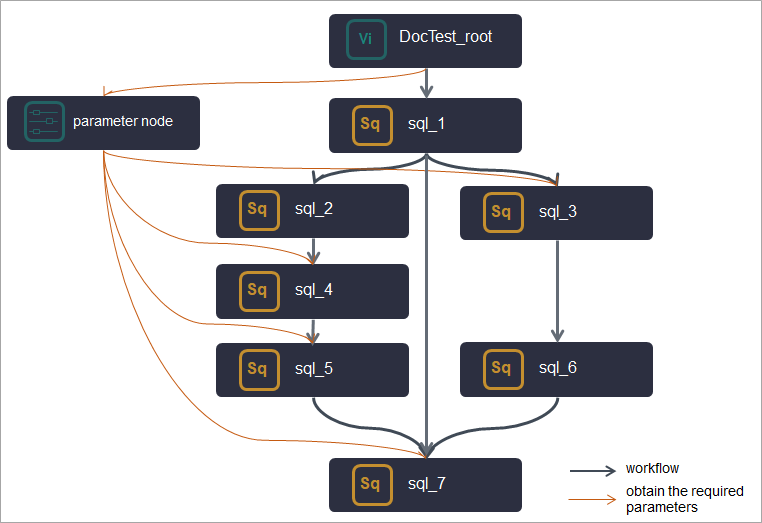 Vi DocTest_root
parameter node
Sq sql_1
Sq sql_2
Sq sql_3
Sq sql_4
Sq sql_5
Sq sql_6
Sq sql_7
workflow
obtain the required
parameters